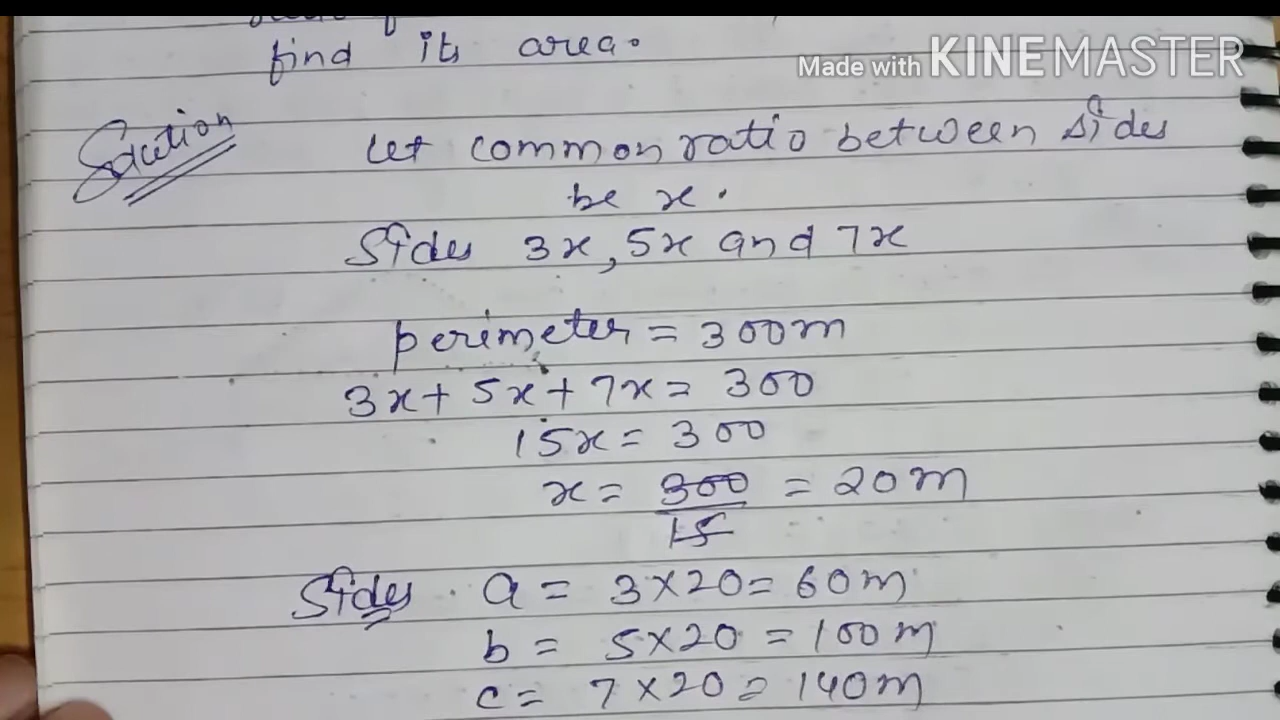 find its area.
Made with KINEMASTER
Solution
Let common ratio between sides
be x.
Sides 3x, 5x and 7x
perimeter = 300m
3x + 5x + 7x = 300
15x = 300
x = 300/15 = 20m
Sides a = 3×20 = 60m
b = 5×20 = 100m
c = 7×20 = 140m